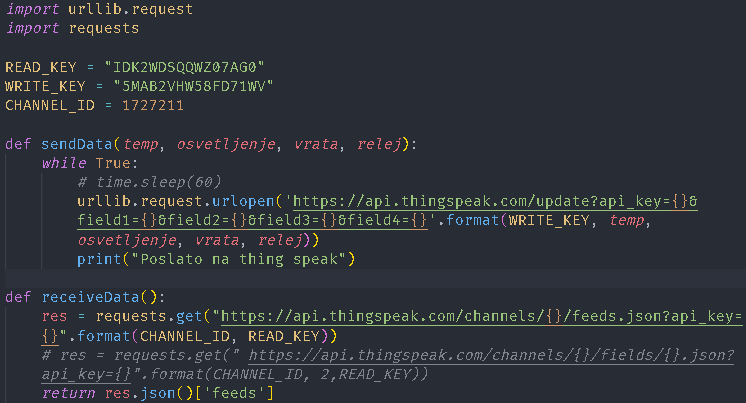 import urllib.request
import requests
READ_KEY = "IDK2WDSQQWZ07AG0"
WRITE_KEY = "5MAB2VHW58FD71WV"
CHANNEL_ID = 1727211
def sendData(temp, osvetljenje, vrata, relej):
while True:
# time.sleep(60)
urllib.request.urlopen('https://api.thingspeak.com/update?api_key={}&
field1={}&field2={}&field3={}&field4={}'.format(WRITE_KEY, temp,
osvetljenje, vrata, relej))
print("Poslato na thing speak")
def receiveData():
res = requests.get("https://api.thingspeak.com/channels/{}/feeds.json?api_key=
{}".format(CHANNEL_ID, READ_KEY))
# res = requests.get(" https://api.thingspeak.com/channels/{}/fields/{}.json?
api_key={}".format(CHANNEL_ID, 2,READ_KEY))
return res.json()['feeds']